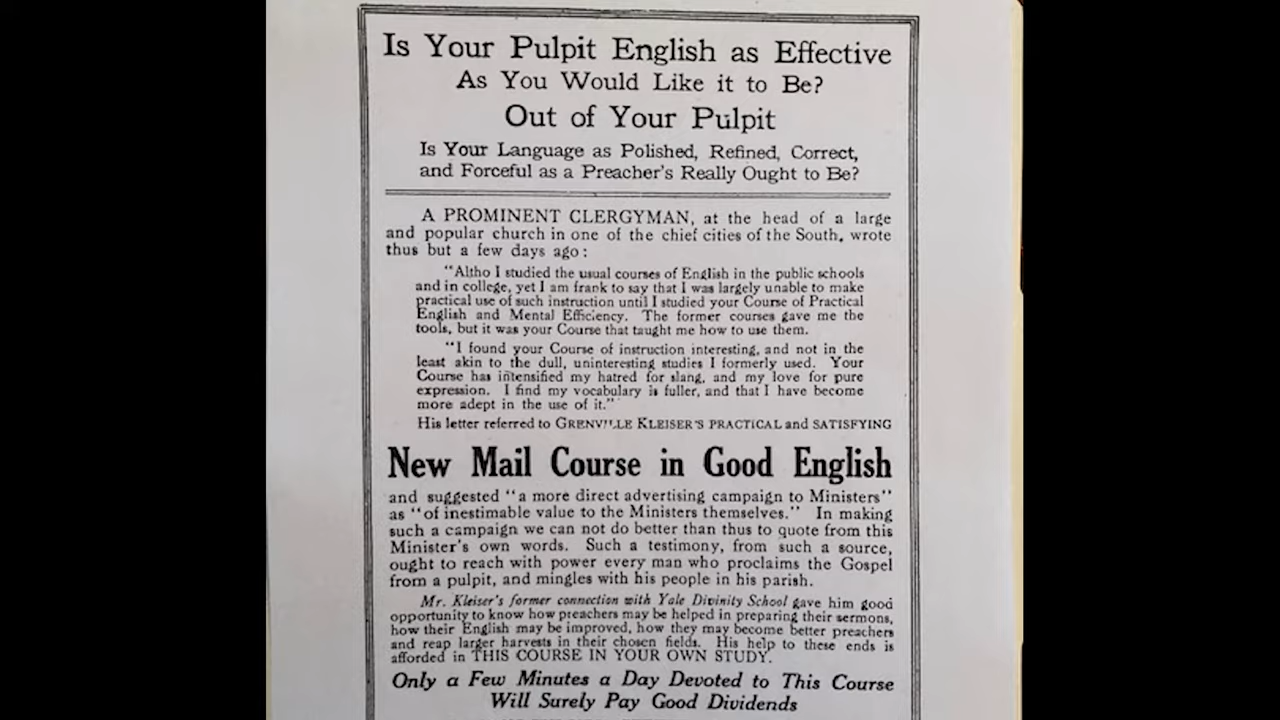 Is Your Pulpit English as Effective
As You Would Like it to Be?
Out of Your Pulpit
Is Your Language as Polished, Refined, Correct,
and Forceful as a Preacher's Really Ought to Be?
A PROMINENT CLERGYMAN, at the head of a large
and popular church in one of the chief cities of the South, wrote
thus but a few days ago:
"Altho I studied the usual courses of English in the public schools
and in college, yet I am frank to say that I was largely unable to make
practical use of such instruction until I studied your Course of Practical
English and Mental Efficiency. The former courses gave me the
tools, but it was your Course that taught me how to use them.
"I found your Course of instruction interesting, and not in the
least akin to the dull, uninteresting studies I formerly used. Your
Course has intensified my hatred for slang, and my love for pure
expression. I find my vocabulary is fuller, and that I have become
more adept in the use of it."
His letter referred to GRENVILLE KLEISER'S PRACTICAL and SATISFYING
New Mail Course in Good English
and suggested "a more direct advertising campaign to Ministers"
as "of inestimable value to the Ministers themselves." In making
such a campaign we can not do better than thus to quote from this
Minister's own words. Such a testimony, from such a source,
ought to reach with power every man who proclaims the Gospel
from a pulpit, and mingles with his people in his parish.
Mr. Kleiser's former connection with Yale Divinity School gave him good
opportunity to know how preachers may be helped in preparing their sermons,
how their English may be improved, how they may become better preachers
and reap larger harvests in their chosen fields. His help to these ends is
afforded in THIS COURSE IN YOUR OWN STUDY.
Only a Few Minutes a Day Devoted to This Course
Will Surely Pay Good Dividends